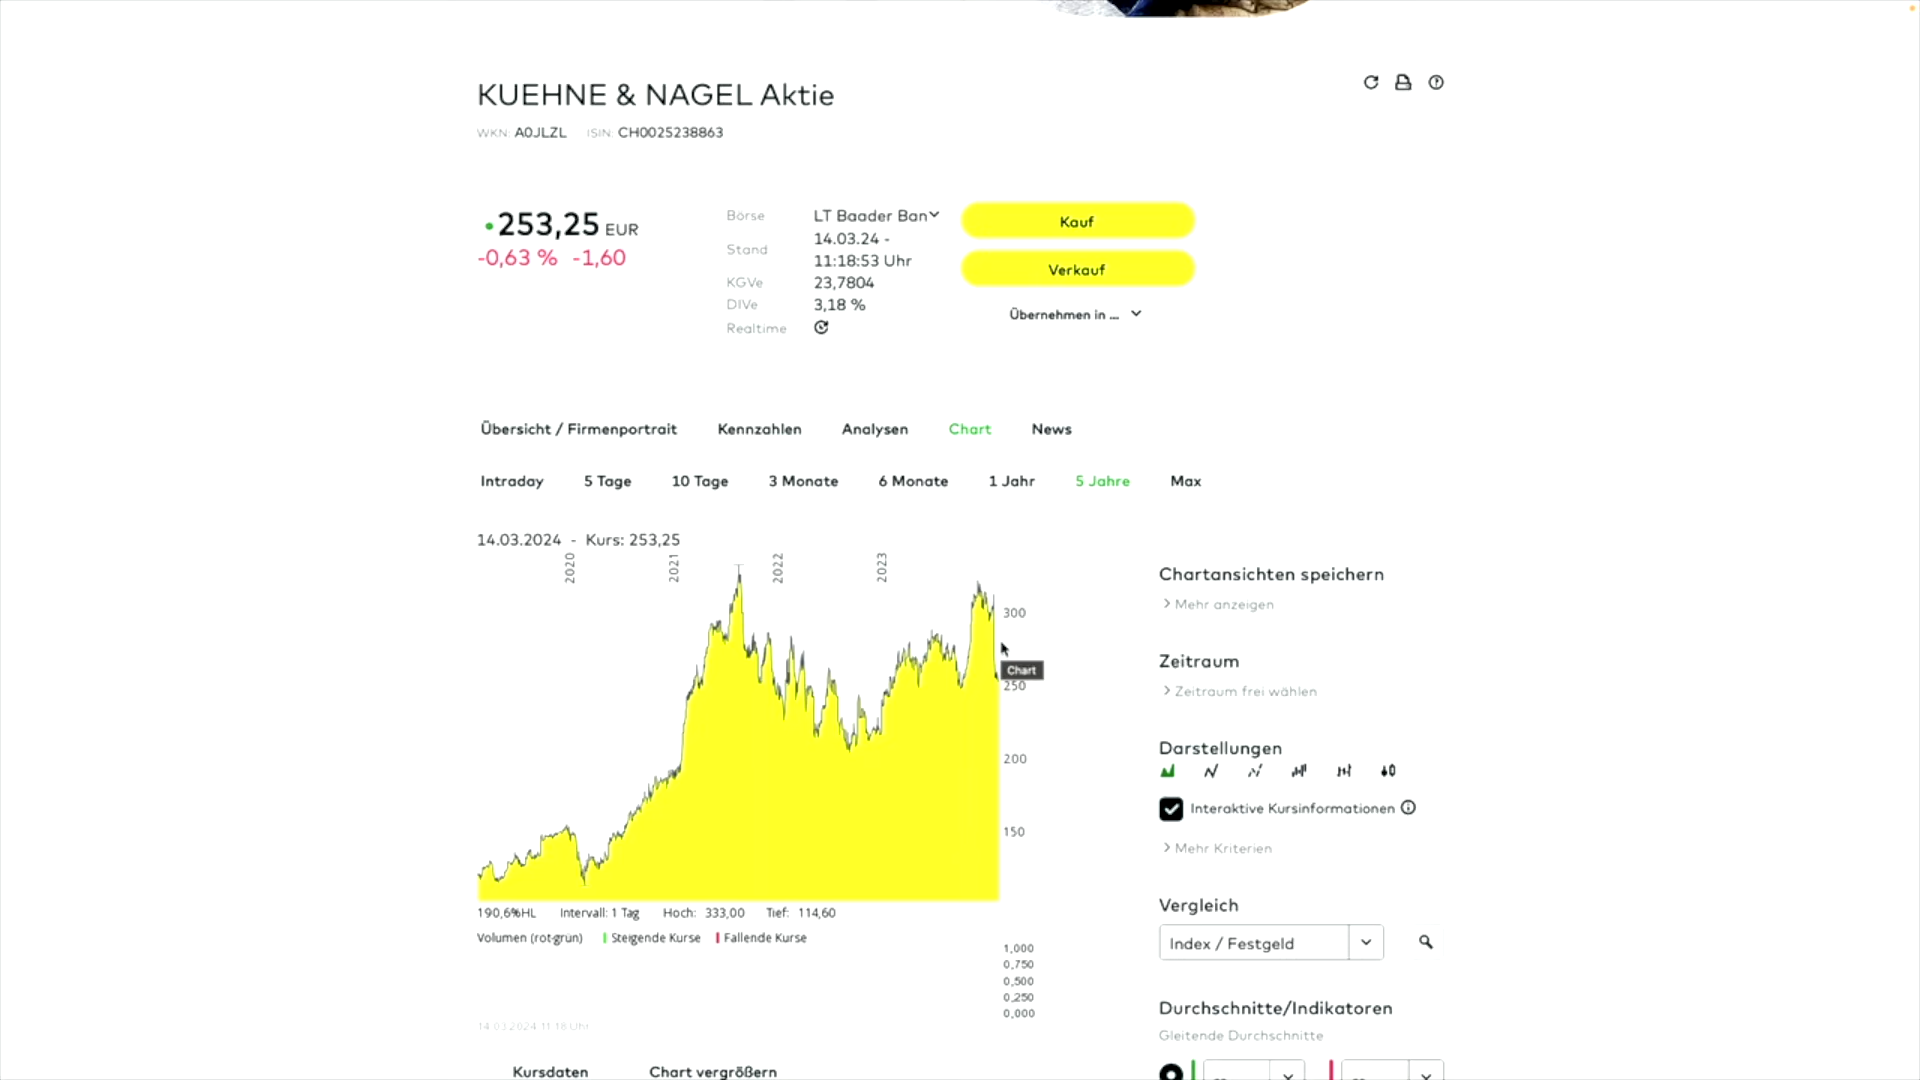 KUEHNE & NAGEL Aktie
WKN: A0JLZL ISIN: CH0025238863
253,25 EUR
-0,63 % -1,60
Börse LT Baader Ban
Stand 14.03.24 -
11:18:53 Uhr
KGVe 23,7804
DIVe 3,18 %
Realtime
Kauf
Verkauf
Übernehmen in ...
Übersicht / Firmenportrait Kennzahlen Analysen Chart News
Intraday 5 Tage 10 Tage 3 Monate 6 Monate 1 Jahr 5 Jahre Max
14.03.2024 - Kurs: 253,25
2020 2021 2022 2023
300
Chart
250
200
150
190,6%HL Intervall: 1 Tag Hoch: 333,00 Tief: 114,60
Volumen (rot-grün) Steigende Kurse Fallende Kurse
1,000
0,750
0,500
0,250
0,000
14.03.2024 11:18 Uhr
Kursdaten Chart vergrößern
Chartansichten speichern
Mehr anzeigen
Zeitraum
Zeitraum frei wählen
Darstellungen
Interaktive Kursinformationen
Mehr Kriterien
Vergleich
Index / Festgeld
Durchschnitte/Indikatoren
Gleitende Durchschnitte
-- --